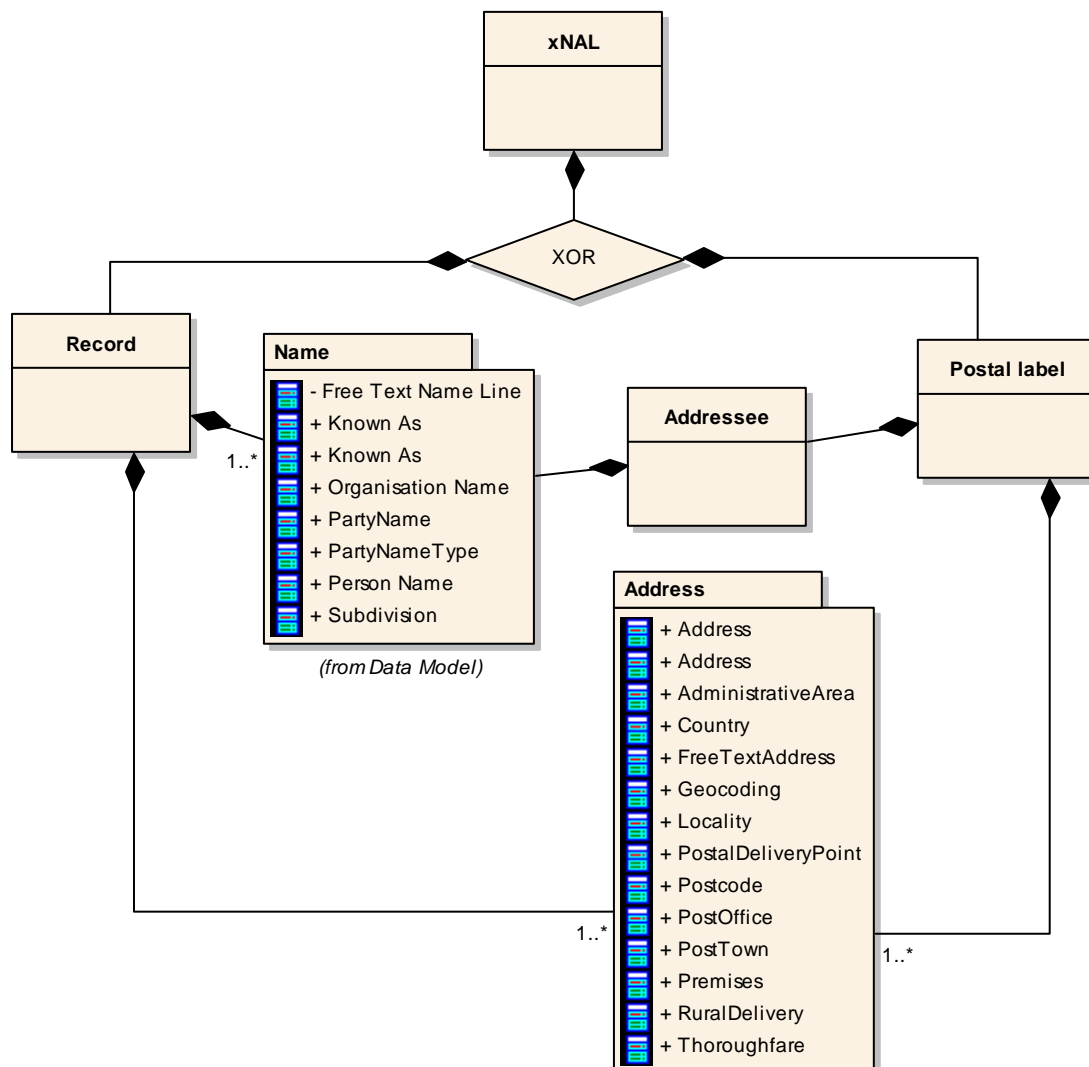 xNAL
XOR
Record
Name
- Free Text Name Line
+ Known As
+ Known As
+ Organisation Name
+ PartyName
+ PartyNameType
+ Person Name
+ Subdivision
(from Data Model)
1..*
Addressee
Postal label
Address
+ Address
+ Address
+ AdministrativeArea
+ Country
+ FreeTextAddress
+ Geocoding
+ Locality
+ PostalDeliveryPoint
+ Postcode
+ PostOffice
+ PostTown
+ Premises
+ RuralDelivery
+ Thoroughfare
1..*
1..*